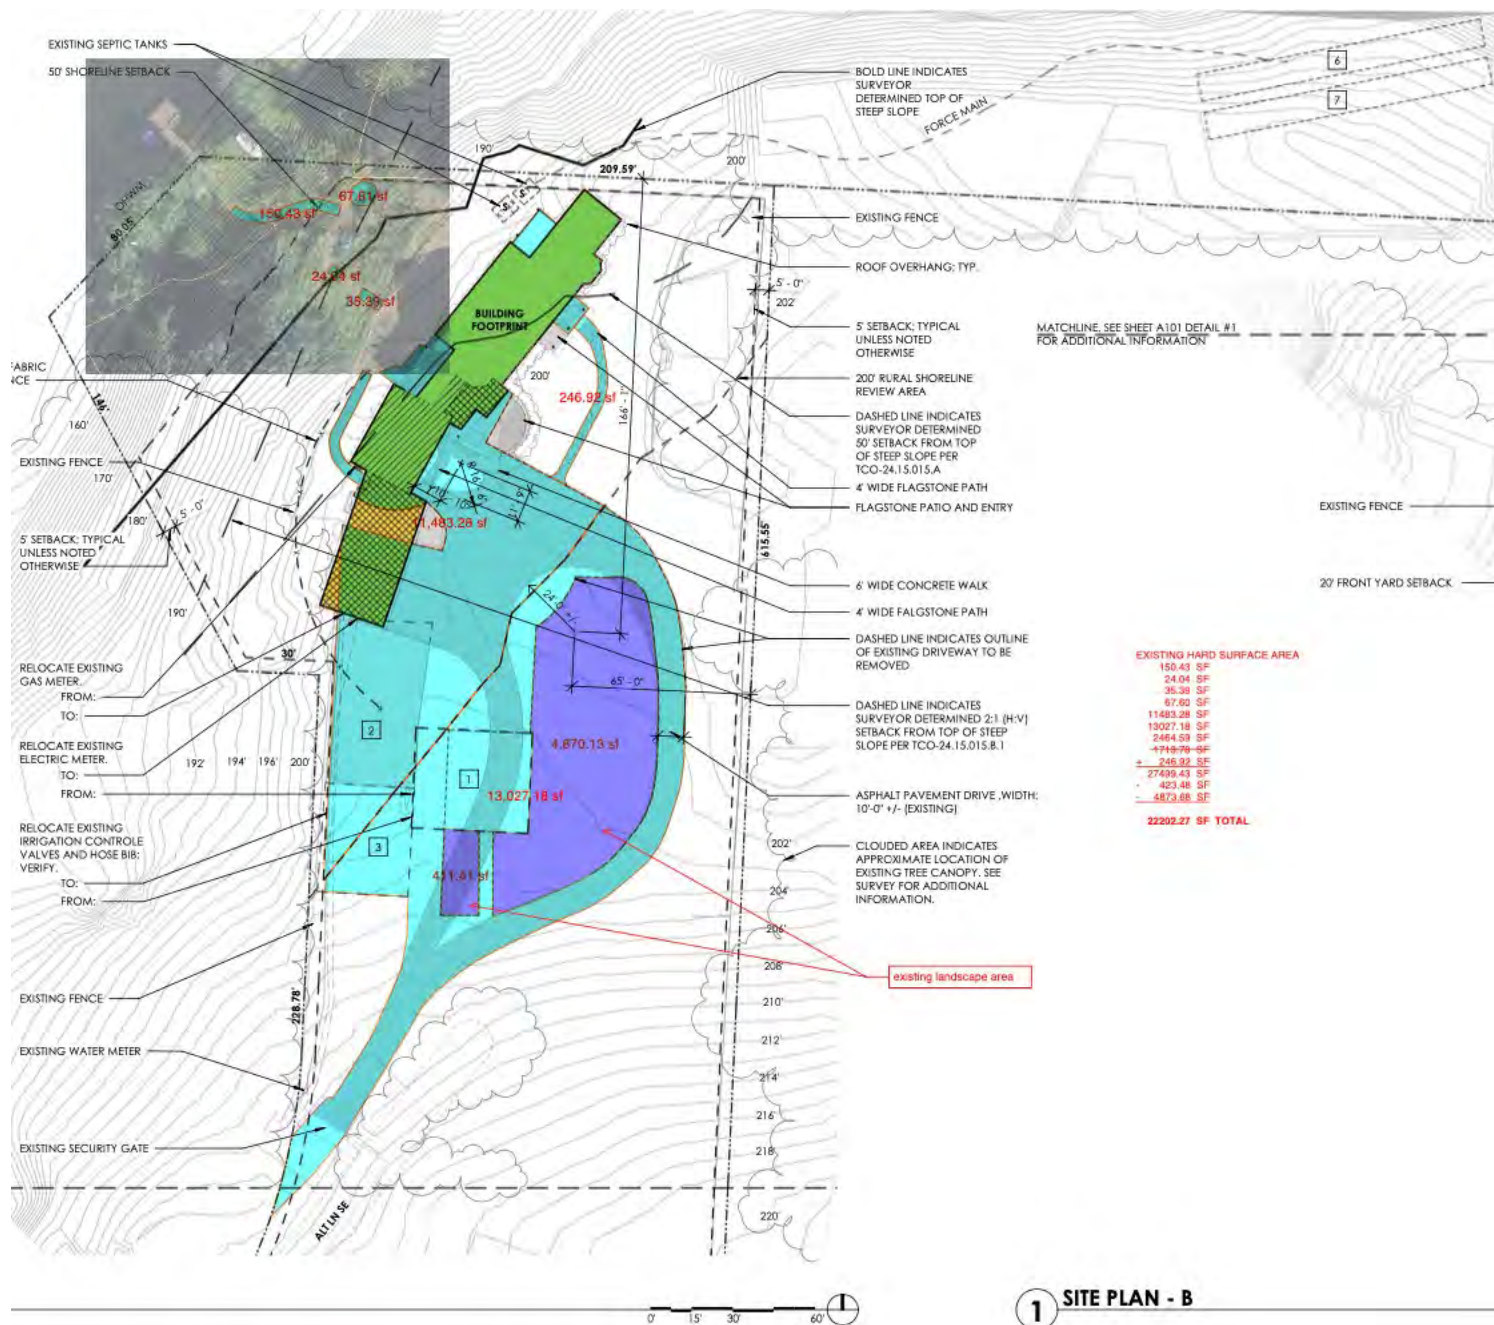 EXISTING SEPTIC TANKS
50' SHORELINE SETBACK
OHWM
80.05'
150.43 sf
67.61 sf
35.39 sf
190'
209.59'
200'
BOLD LINE INDICATES
SURVEYOR
DETERMINED TOP OF
STEEP SLOPE
FORCE MAIN
6
7
S
S
EXISTING FENCE
ROOF OVERHANG; TYP.
5' - 0"
202'
5' SETBACK; TYPICAL
UNLESS NOTED
OTHERWISE
MATCHLINE, SEE SHEET A101 DETAIL #1
FOR ADDITIONAL INFORMATION
200' RURAL SHORELINE
REVIEW AREA
DASHED LINE INDICATES
SURVEYOR DETERMINED
50' SETBACK FROM TOP
OF STEEP SLOPE PER
TCO-24.15.015.A
4' WIDE FLAGSTONE PATH
FLAGSTONE PATIO AND ENTRY
EXISTING FENCE
6' WIDE CONCRETE WALK
20' FRONT YARD SETBACK
4' WIDE FALGSTONE PATH
DASHED LINE INDICATES OUTLINE
OF EXISTING DRIVEWAY TO BE
REMOVED
DASHED LINE INDICATES
SURVEYOR DETERMINED 2:1 (H:V)
SETBACK FROM TOP OF STEEP
SLOPE PER TCO-24.15.015.B.1
ASPHALT PAVEMENT DRIVE ,WIDTH:
10'-0" +/- (EXISTING)
CLOUDED AREA INDICATES
APPROXIMATE LOCATION OF
EXISTING TREE CANOPY. SEE
SURVEY FOR ADDITIONAL
INFORMATION.
existing landscape area
BUILDING
FOOTPRINT
200'
246.92 sf
166' - 1"
615.55'
11,483.28 sf
24'-0" +/-
65' - 0"
4,870.13 sf
13,027.18 sf
411.41 sf
1
2
3
FABRIC
NCE
146'
160'
EXISTING FENCE
170'
180'
5' - 0"
5' SETBACK; TYPICAL
UNLESS NOTED
OTHERWISE
190'
30'
RELOCATE EXISTING
GAS METER.
FROM:
TO:
RELOCATE EXISTING
ELECTRIC METER.
TO:
FROM:
192'
194'
196'
200'
RELOCATE EXISTING
IRRIGATION CONTROLE
VALVES AND HOSE BIB;
VERIFY.
TO:
FROM:
EXISTING FENCE
228.78'
EXISTING WATER METER
EXISTING SECURITY GATE
ALT LN SE
202'
204'
206'
208'
210'
212'
214'
216'
218'
220'
EXISTING HARD SURFACE AREA
150.43 SF
24.04 SF
35.39 SF
67.60 SF
11483.28 SF
13027.18 SF
2464.59 SF
1718.78 SF
+ 246.92 SF
27499.43 SF
- 423.48 SF
- 4873.68 SF
22202.27 SF TOTAL
0' 15' 30' 60'
1 SITE PLAN - B